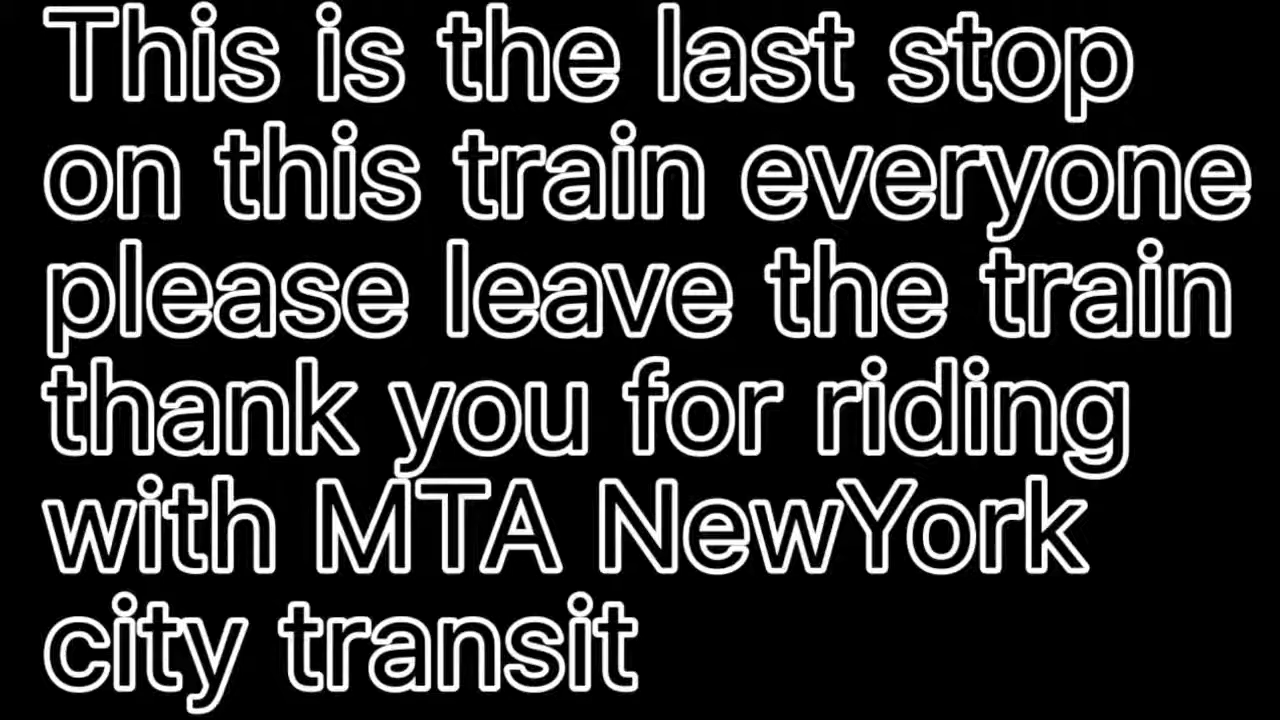 This is the last stop
on this train everyone
please leave the train
thank you for riding
with MTA NewYork
city transit